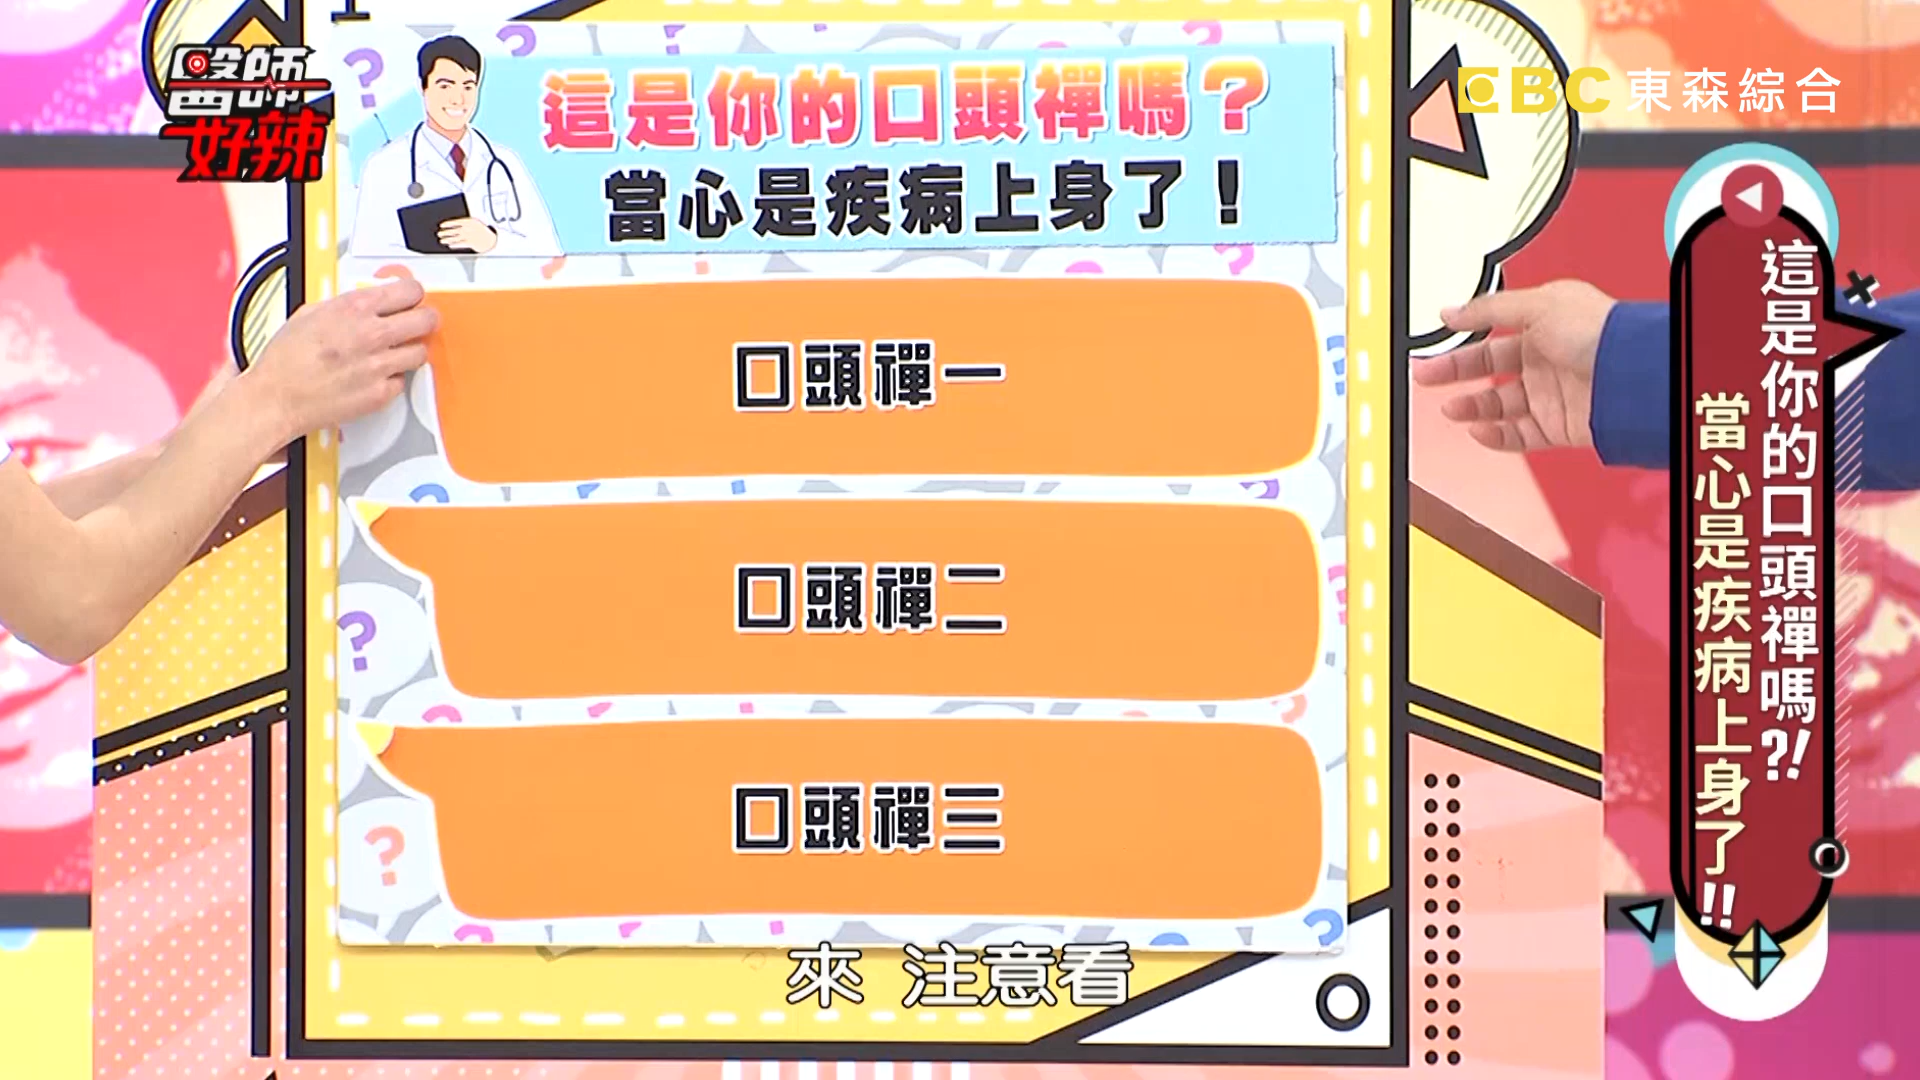 醫師
好辣
這是你的口頭禪嗎？
當心是疾病上身了！
EBC 東森綜合
這是你的口頭禪嗎?!
當心是疾病上身了!!
口頭禪一
口頭禪二
口頭禪三
來 注意看